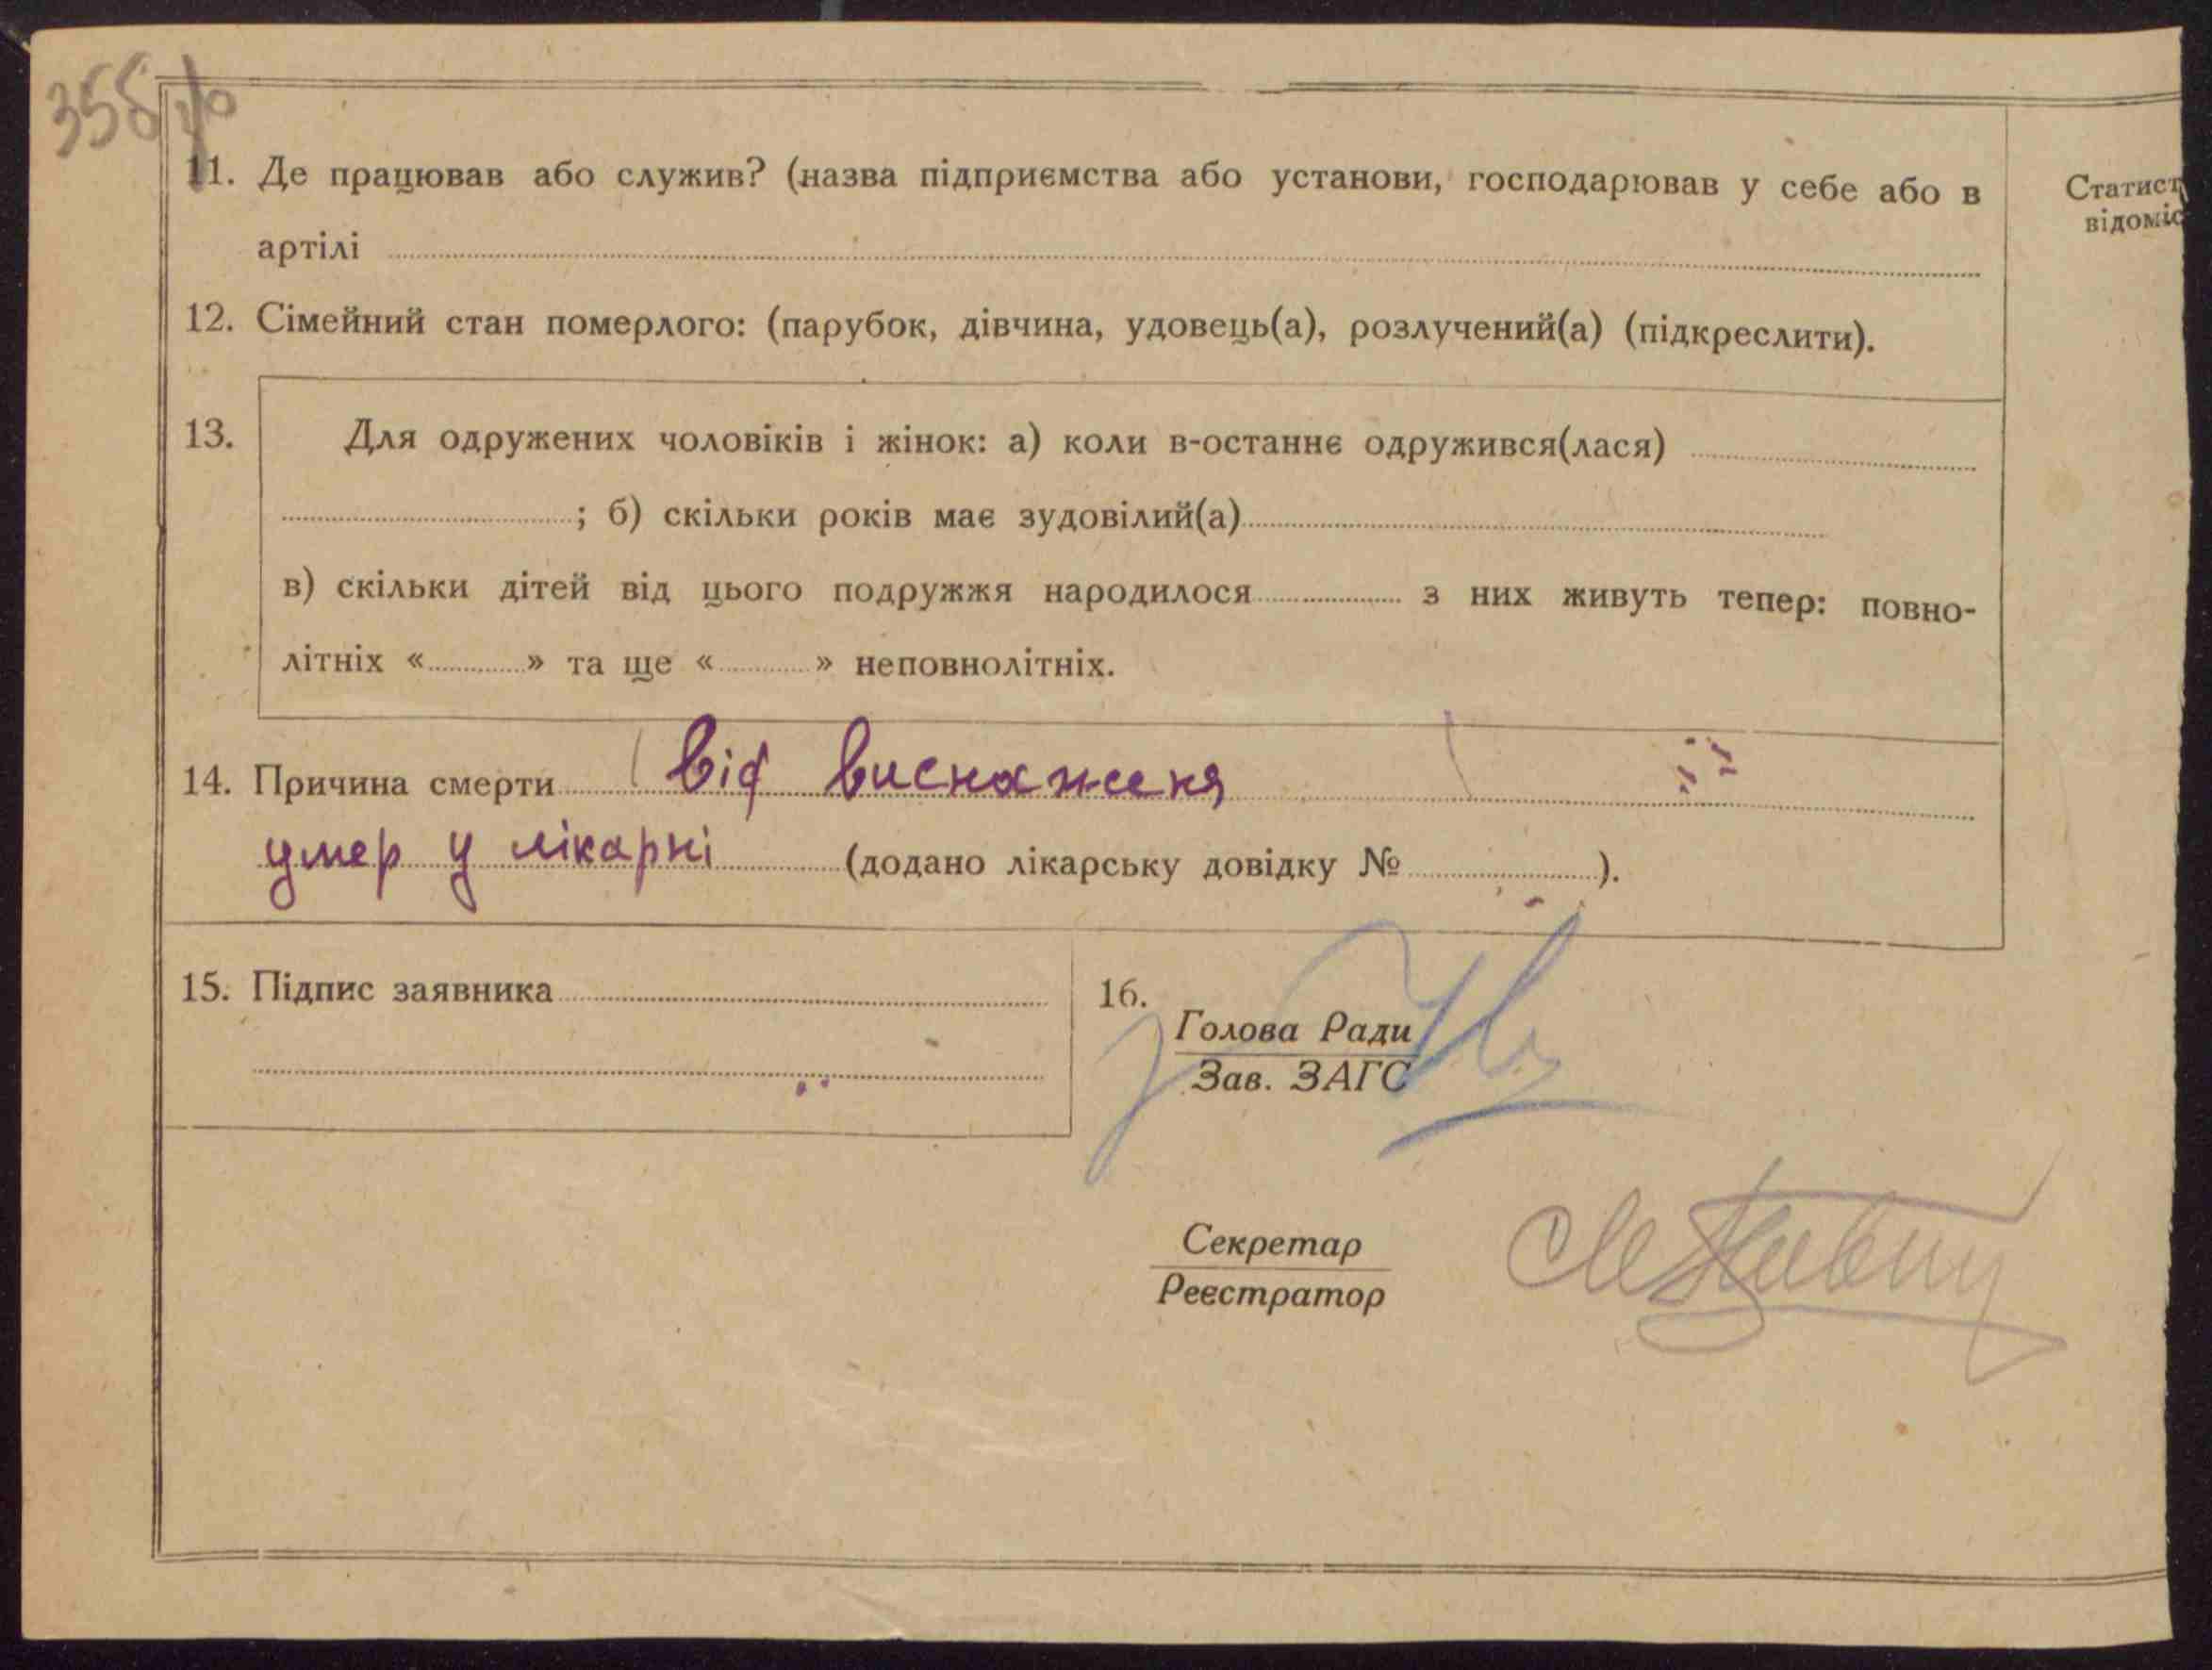 11. Де працював або служив? (назва підприємства або установи, господарював у себе або в
артілі
Статист
відоміс
12. Сімейний стан померлого: (парубок, дівчина, удовець(а), розлучений(а) (підкреслити).
13. Для одружених чоловіків і жінок: а) коли в-останнє одружився(лася)
; б) скільки років має зудовілий(а)
в) скільки дітей від цього подружжя народилося з них живуть тепер: повно-
літніх « » та ще « » неповнолітніх.
14. Причина смерти від виснаженя
умер у лікарні (додано лікарську довідку № ).
15. Підпис заявника
16.
Голова Ради
Зав. ЗАГС
Секретар
Реєстратор